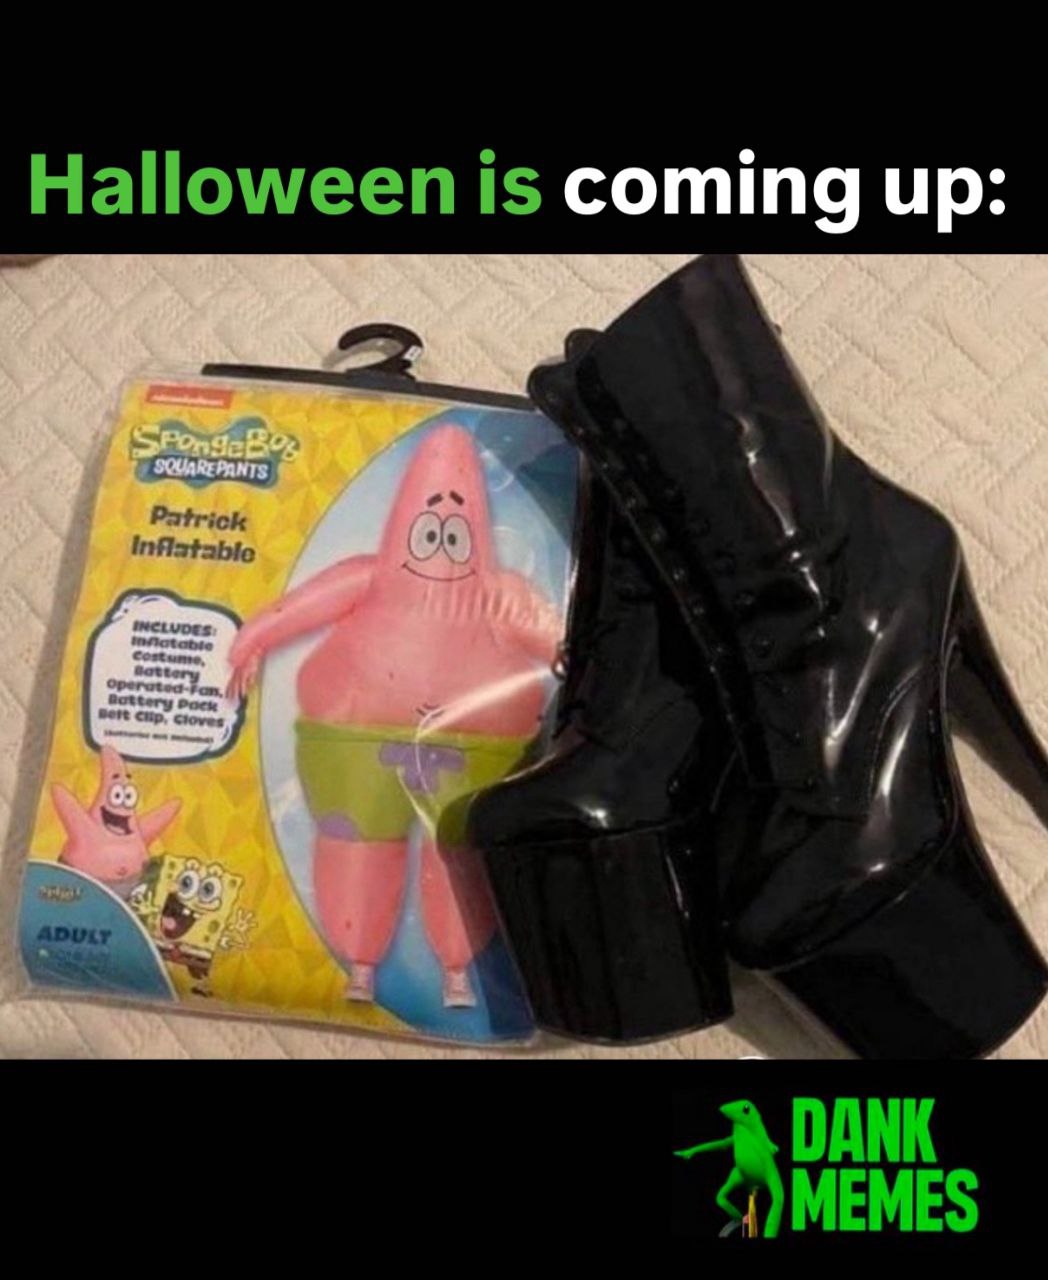 Halloween is coming up:
nickelodeon
SpongeBob
SQUAREPANTS
Patrick
Inflatable
INCLUDES:
Inflatable
Costume,
Battery
Operated-Fan,
Battery Pack
Belt Clip, Gloves
ADULT
DANK
MEMES